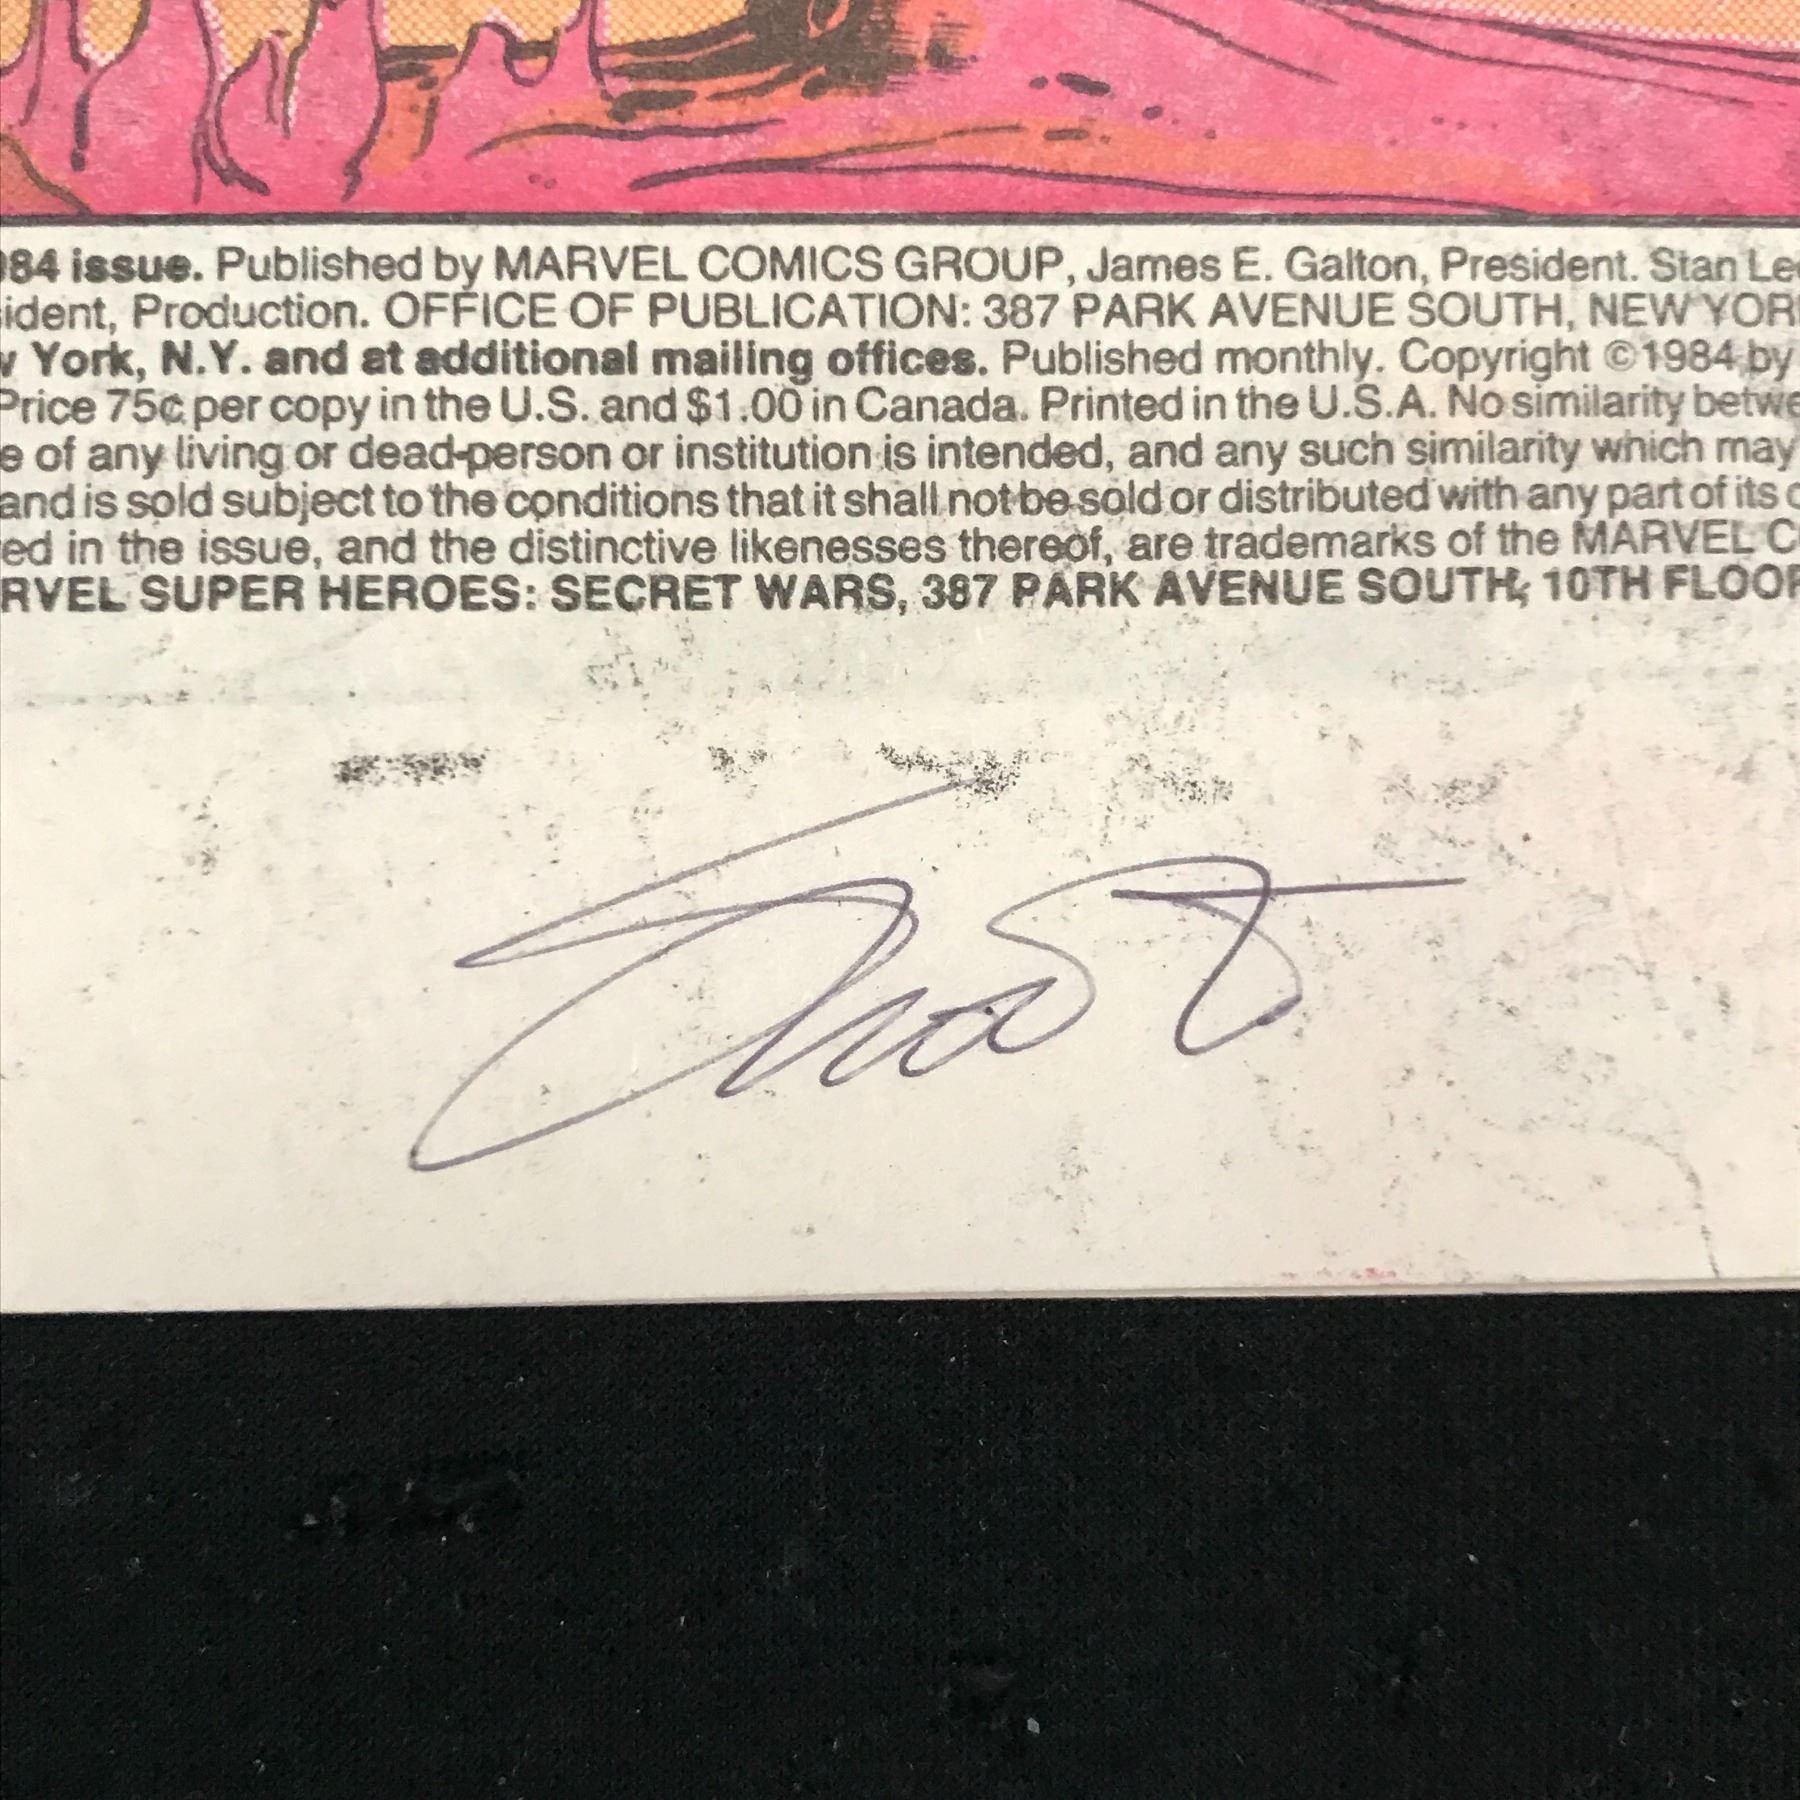 984 issue. Published by MARVEL COMICS GROUP, James E. Galton, President. Stan Lee
ident, Production. OFFICE OF PUBLICATION: 387 PARK AVENUE SOUTH, NEW YORK
York, N.Y. and at additional mailing offices. Published monthly. Copyright ©1984 by
Price 75¢ per copy in the U.S. and $1.00 in Canada. Printed in the U.S.A. No similarity betwe
e of any living or dead person or institution is intended, and any such similarity which may
and is sold subject to the conditions that it shall not be sold or distributed with any part of its c
ed in the issue, and the distinctive likenesses thereof, are trademarks of the MARVEL CO
RVEL SUPER HEROES: SECRET WARS, 387 PARK AVENUE SOUTH, 10TH FLOOR